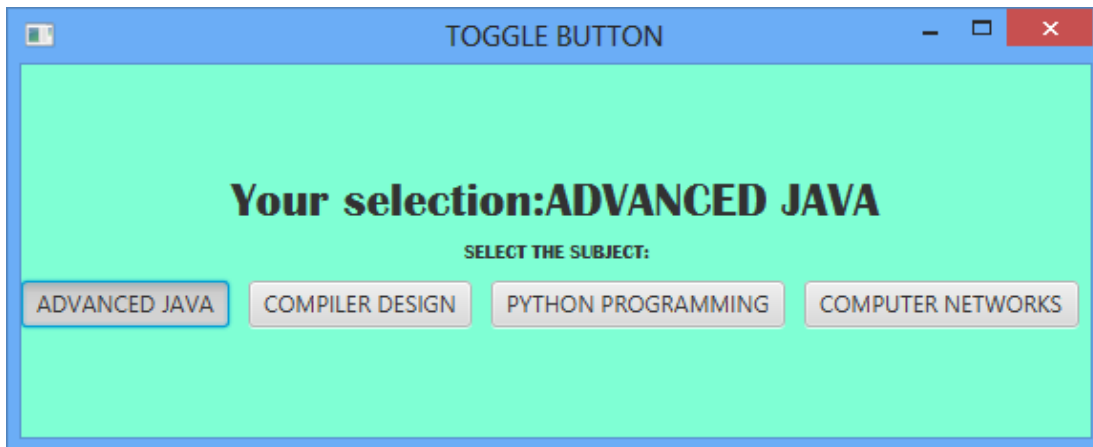 TOGGLE BUTTON
Your selection:ADVANCED JAVA
SELECT THE SUBJECT:
ADVANCED JAVA COMPILER DESIGN PYTHON PROGRAMMING COMPUTER NETWORKS